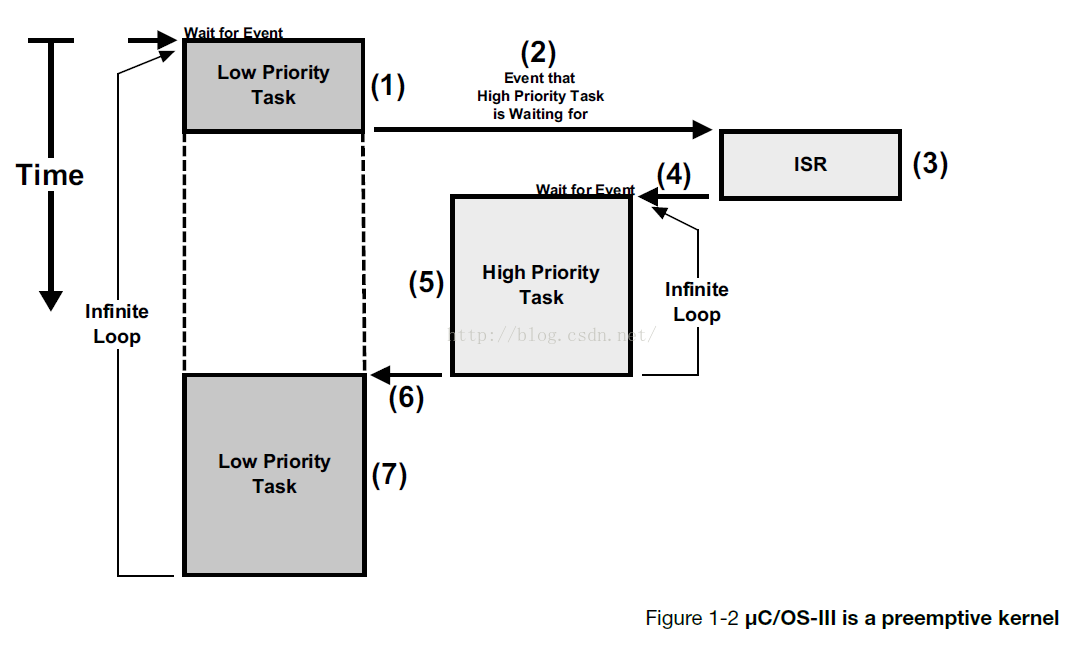 Wait for Event
Low Priority
Task
(1)
(2)
Event that
High Priority Task
is Waiting for
ISR
(3)
Time
Wait for Event
(4)
(5)
High Priority
Task
Infinite
Loop
Infinite
Loop
http://blog.csdn.net/
(6)
Low Priority
Task
(7)
Figure 1-2 µC/OS-III is a preemptive kernel